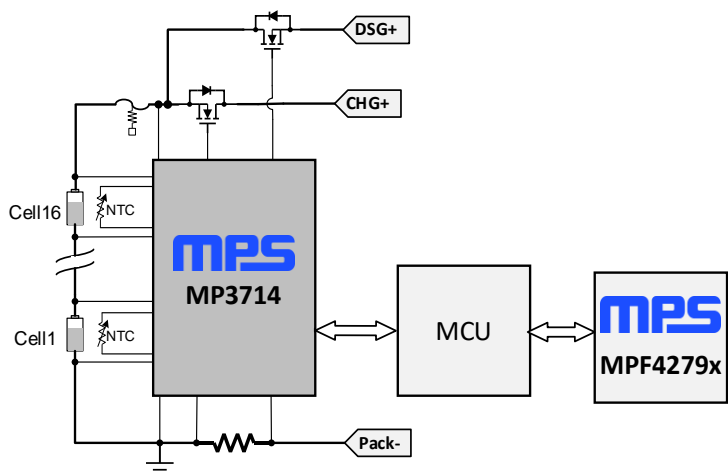 DSG+
CHG+
Cell16
NTC
mps
MP3714
Cell1
NTC
MCU
mps
MPF4279x
Pack-